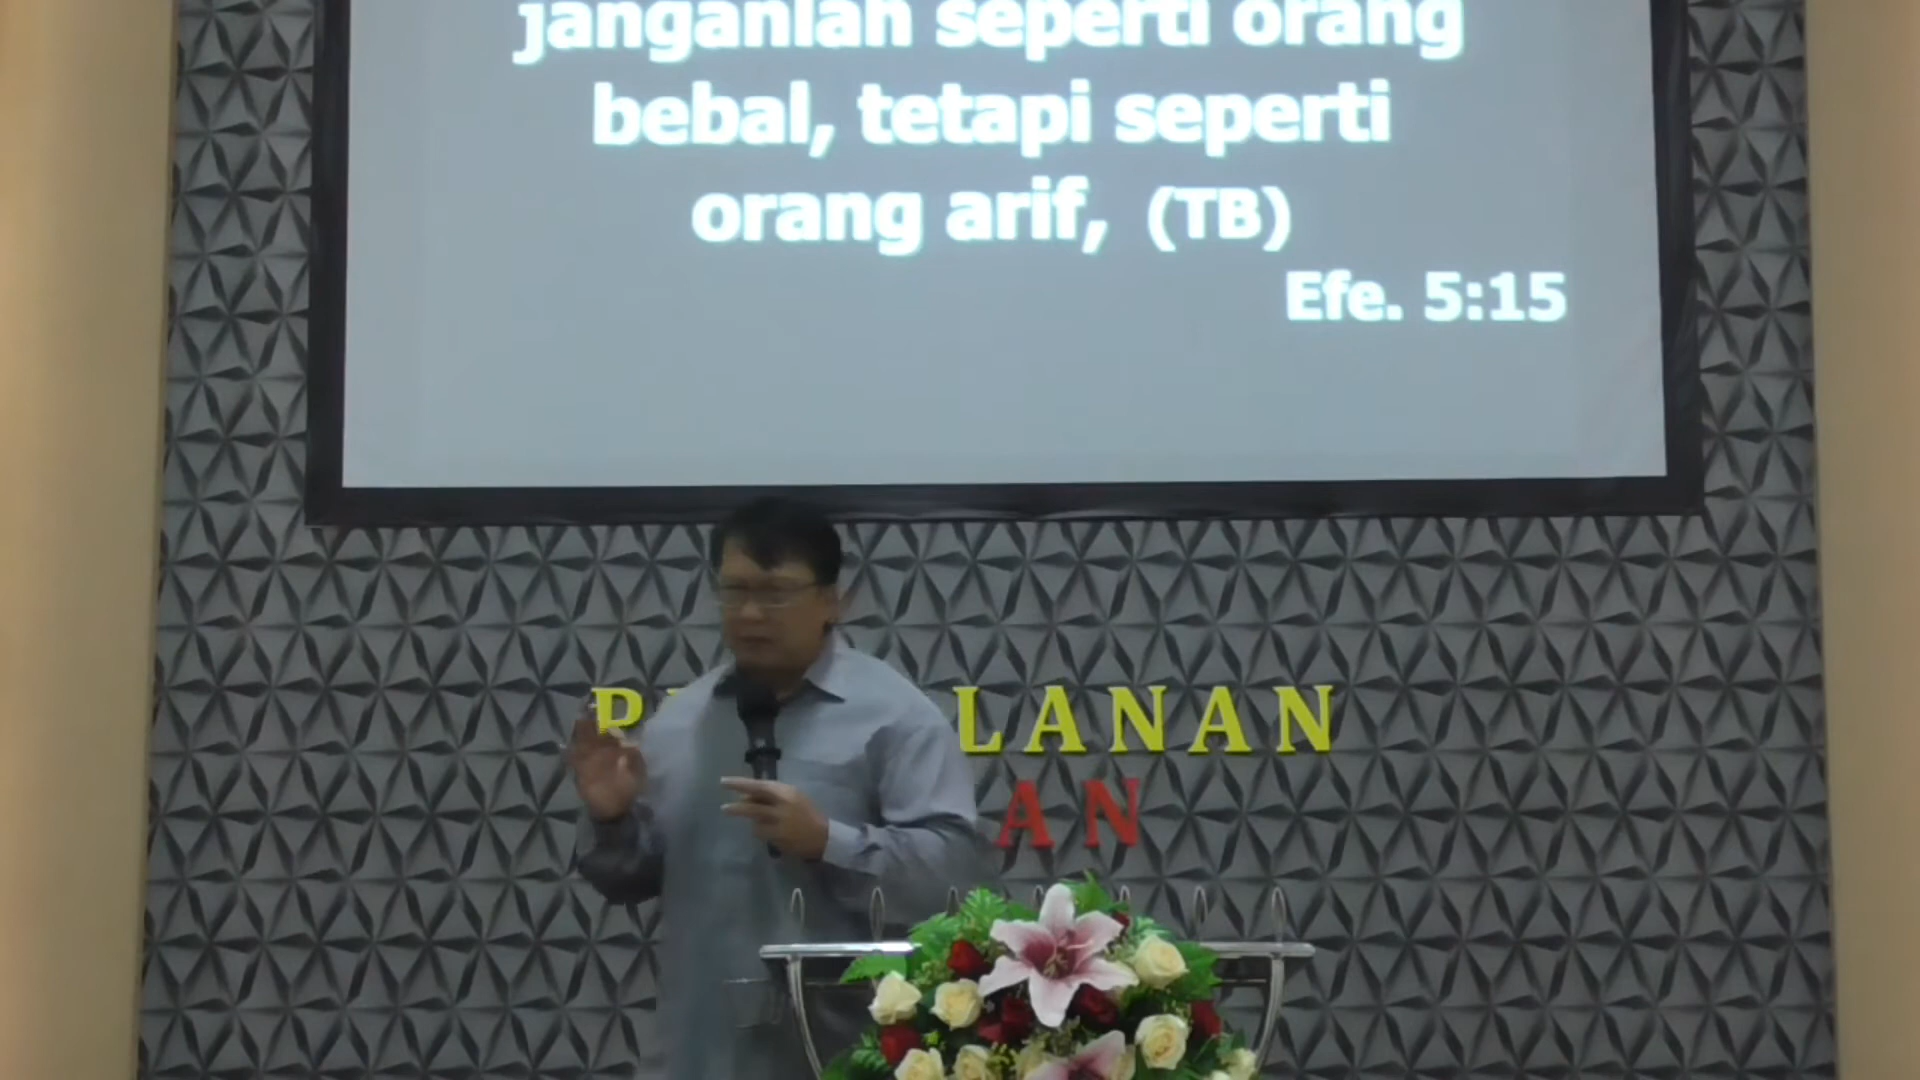 janganlah seperti orang
bebal, tetapi seperti
orang arif, (TB)
Efe. 5:15
P LANAN
AN